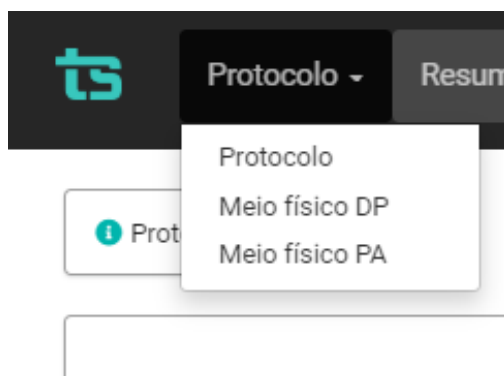 ts
Protocolo
Resum
Protocolo
Meio físico DP
Meio físico PA
Prot